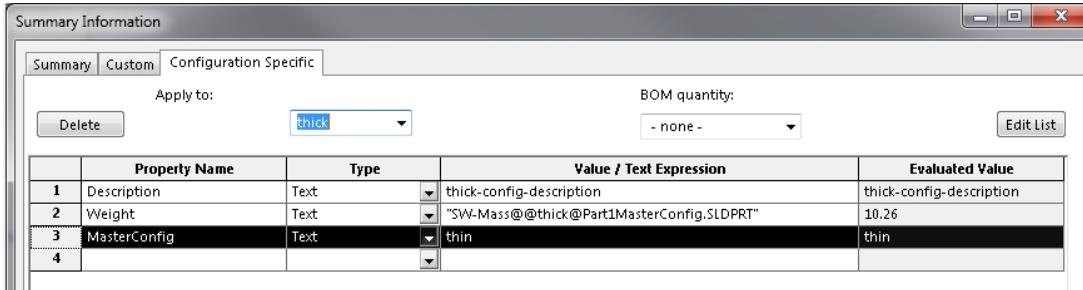 Summary Information
Summary Custom Configuration Specific
Apply to: BOM quantity:
Delete thick - none - Edit List
Property Name Type Value / Text Expression Evaluated Value
1 Description Text thick-config-description thick-config-description
2 Weight Text "SW-Mass@@thick@Part1MasterConfig.SLDPRT" 10.26
3 MasterConfig Text thin thin
4